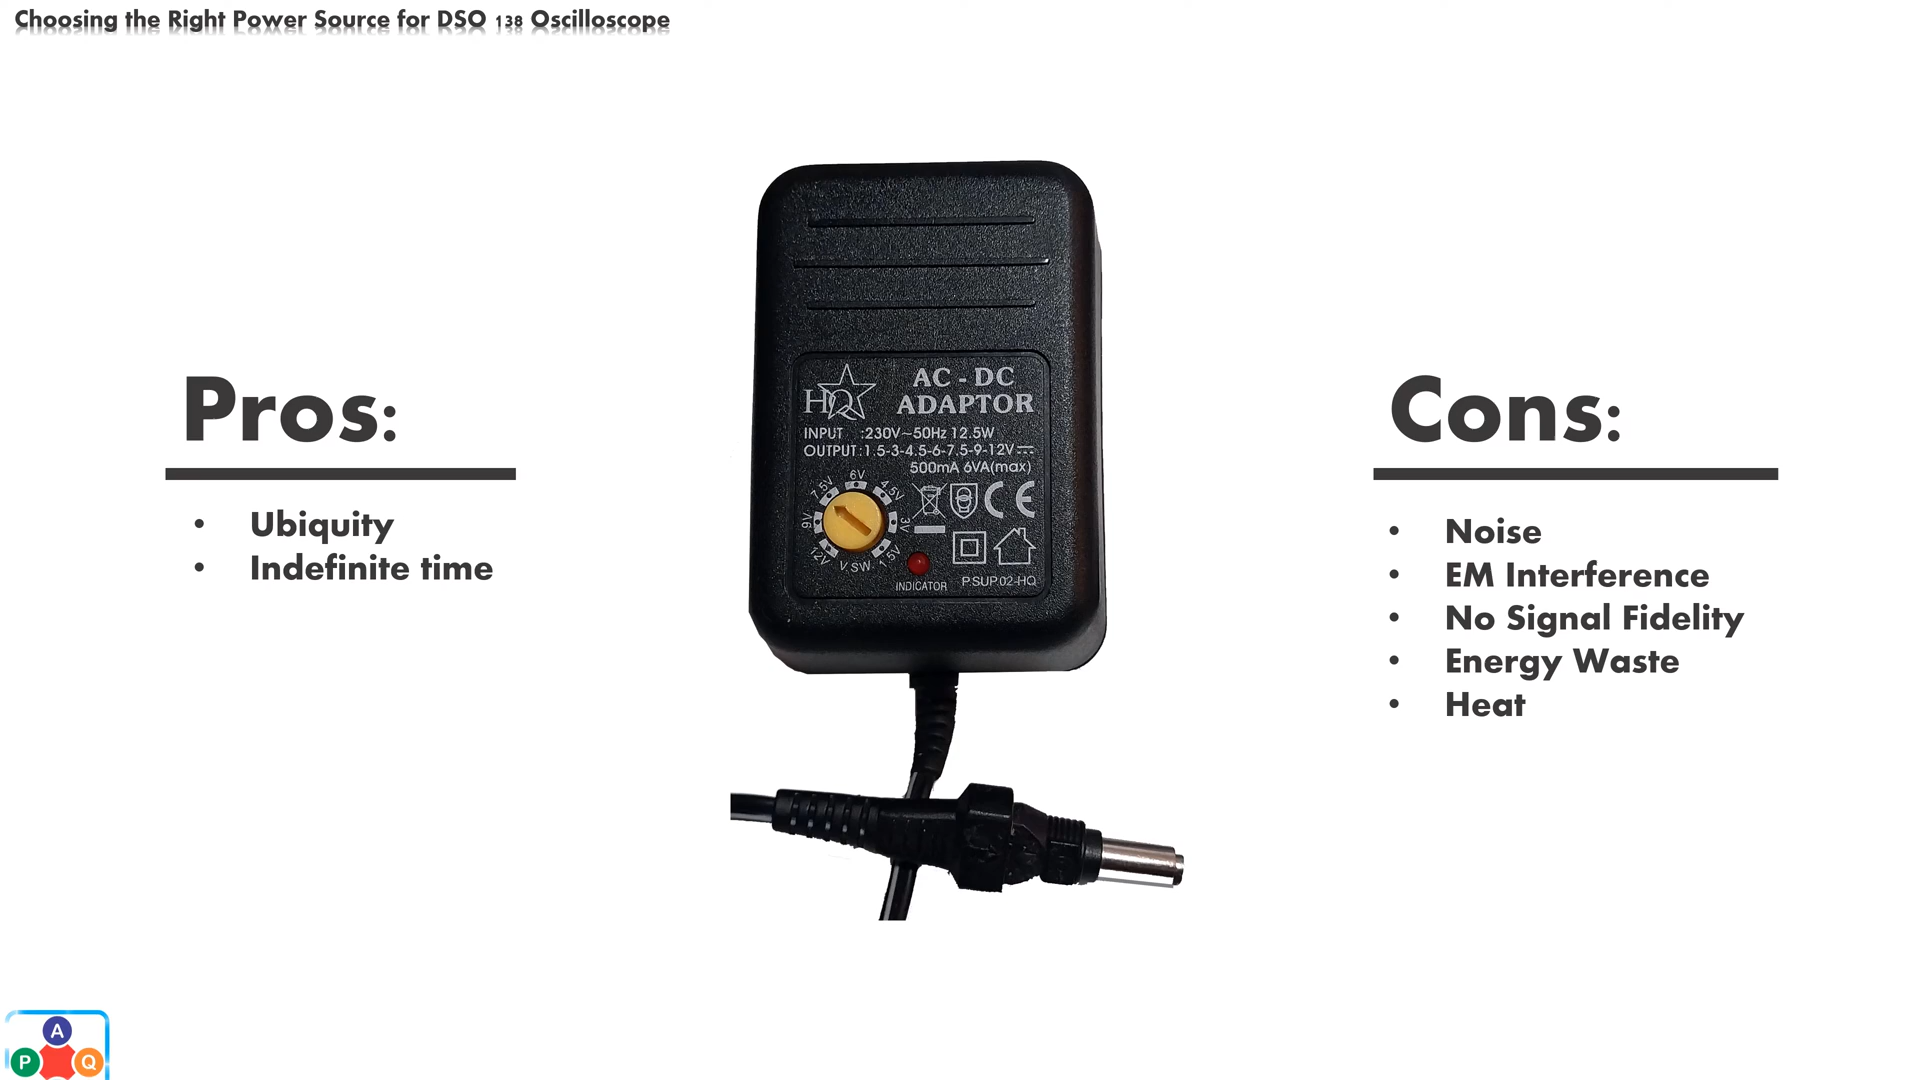 Choosing the Right Power Source for DSO 138 Oscilloscope
Pros:
• Ubiquity
• Indefinite time
HQ
AC - DC
ADAPTOR
INPUT :230V~50Hz 12.5W
OUTPUT:1.5-3-4.5-6-7.5-9-12V
500mA 6VA(max)
6V
7.5V
4.5V
9V
3V
12V
1.5V
V.SW
INDICATOR
P.SUP.02-HQ
CE
Cons:
• Noise
• EM Interference
• No Signal Fidelity
• Energy Waste
• Heat
A
P
Q